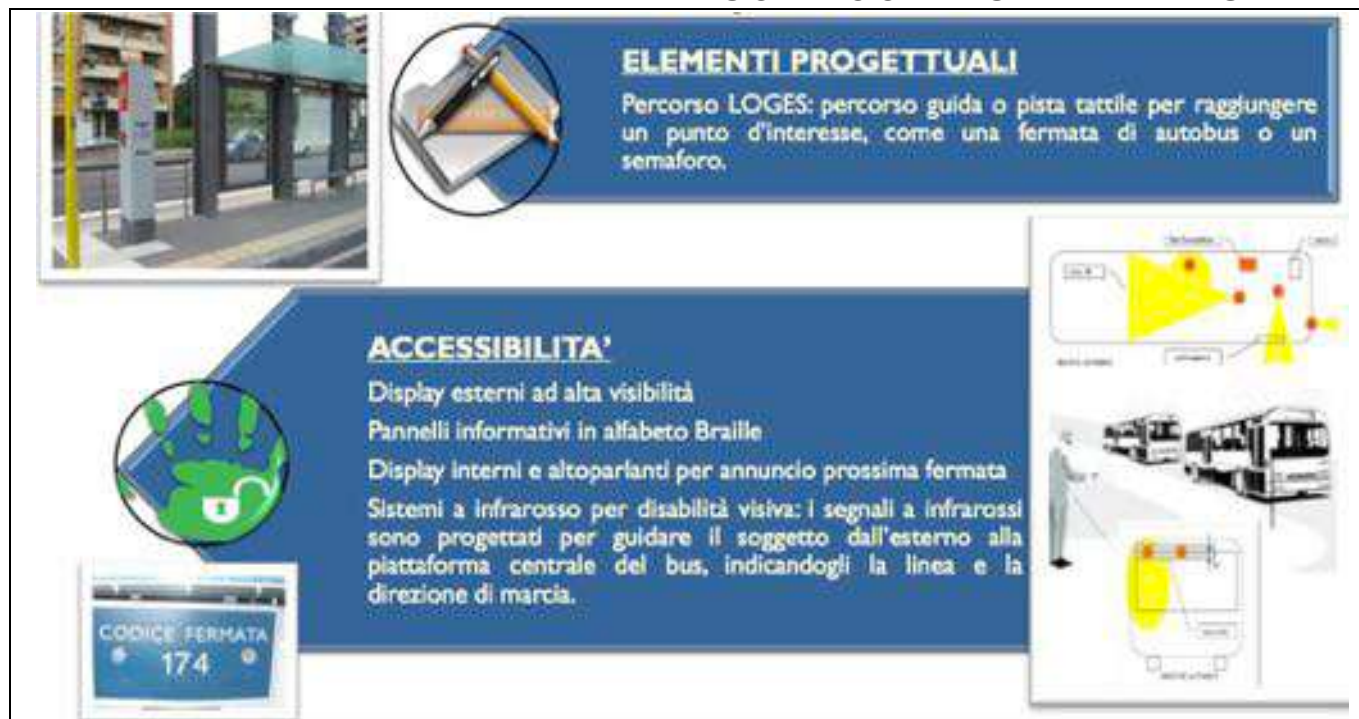 ELEMENTI PROGETTUALI
Percorso LOGES: percorso guida o pista tattile per raggiungere
un punto d'interesse, come una fermata di autobus o un
semaforo.
ACCESSIBILITA'
Display esterni ad alta visibilità
Pannelli informativi in alfabeto Braille
Display interni e altoparlanti per annuncio prossima fermata
Sistemi a infrarosso per disabilità visiva: i segnali a infrarossi
sono progettati per guidare il soggetto dall'esterno alla
piattaforma centrale del bus, indicandogli la linea e la
direzione di marcia.
CODICE FERMATA
174